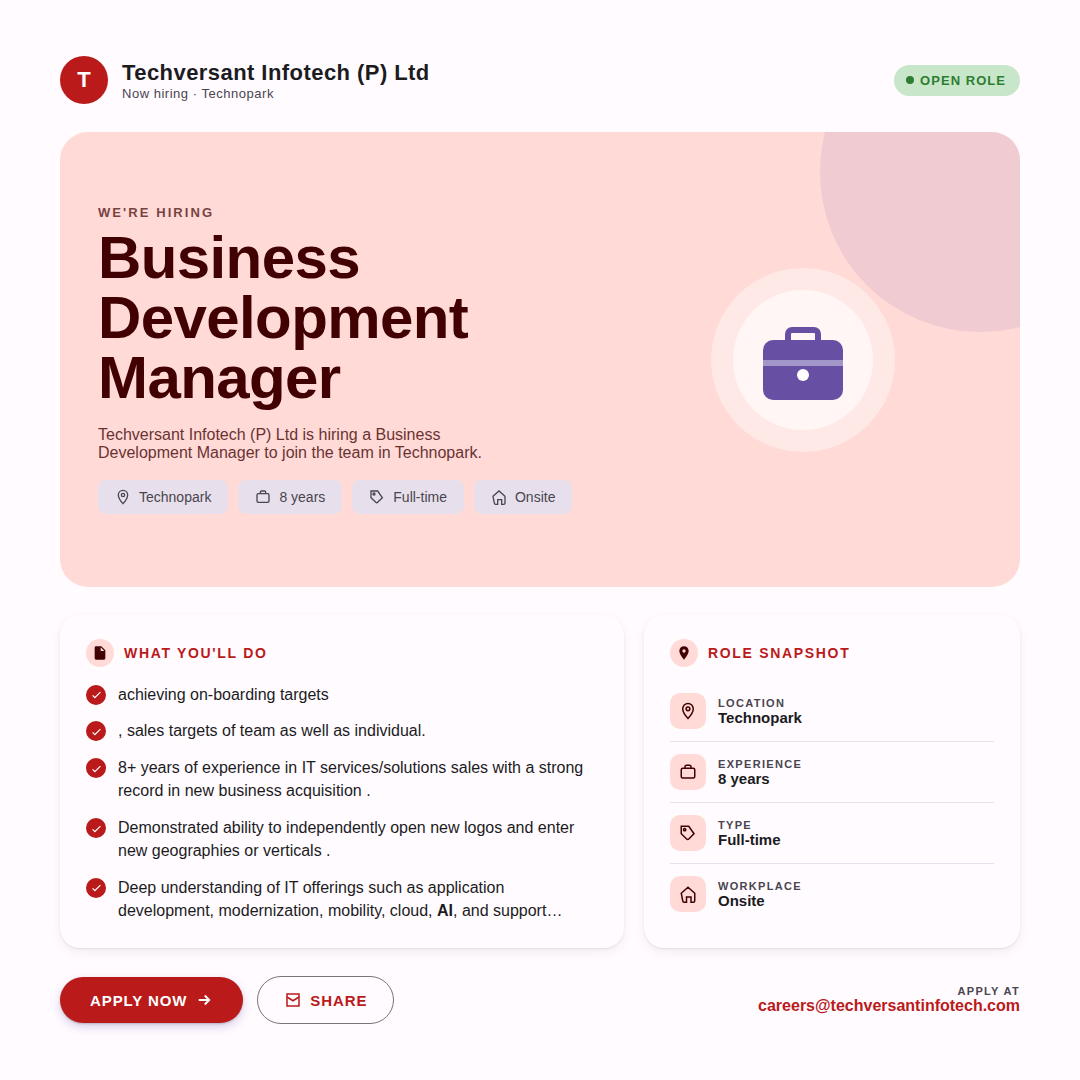 T
Techversant Infotech (P) Ltd
Now hiring · Technopark
OPEN ROLE
WE'RE HIRING
Business
Development
Manager
Techversant Infotech (P) Ltd is hiring a Business
Development Manager to join the team in Technopark.
Technopark
8 years
Full-time
Onsite
WHAT YOU'LL DO
achieving on-boarding targets
, sales targets of team as well as individual.
8+ years of experience in IT services/solutions sales with a strong
record in new business acquisition .
Demonstrated ability to independently open new logos and enter
new geographies or verticals .
Deep understanding of IT offerings such as application
development, modernization, mobility, cloud, AI, and support…
ROLE SNAPSHOT
LOCATION
Technopark
EXPERIENCE
8 years
TYPE
Full-time
WORKPLACE
Onsite
APPLY NOW
SHARE
APPLY AT
careers@techversantinfotech.com